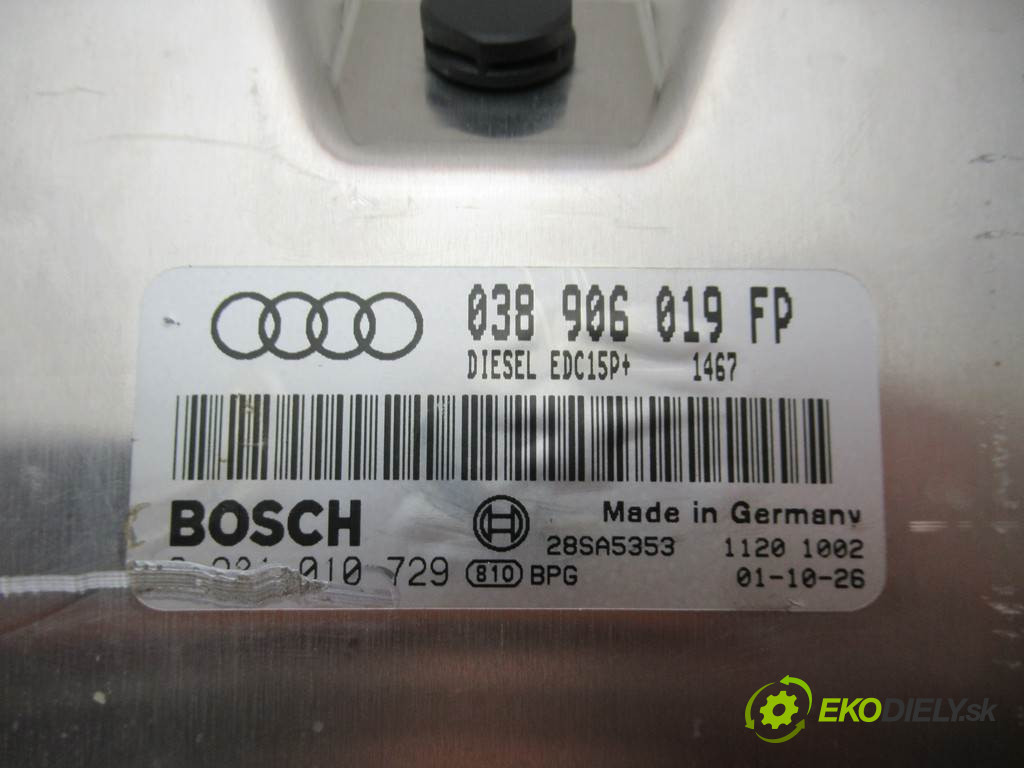 038 906 019 FP
DIESEL EDC15P+ 1467
BOSCH
Made in Germany
28SA5353 1120 1002
010 729 810 BPG 01-10-26
EKODIELY.sk